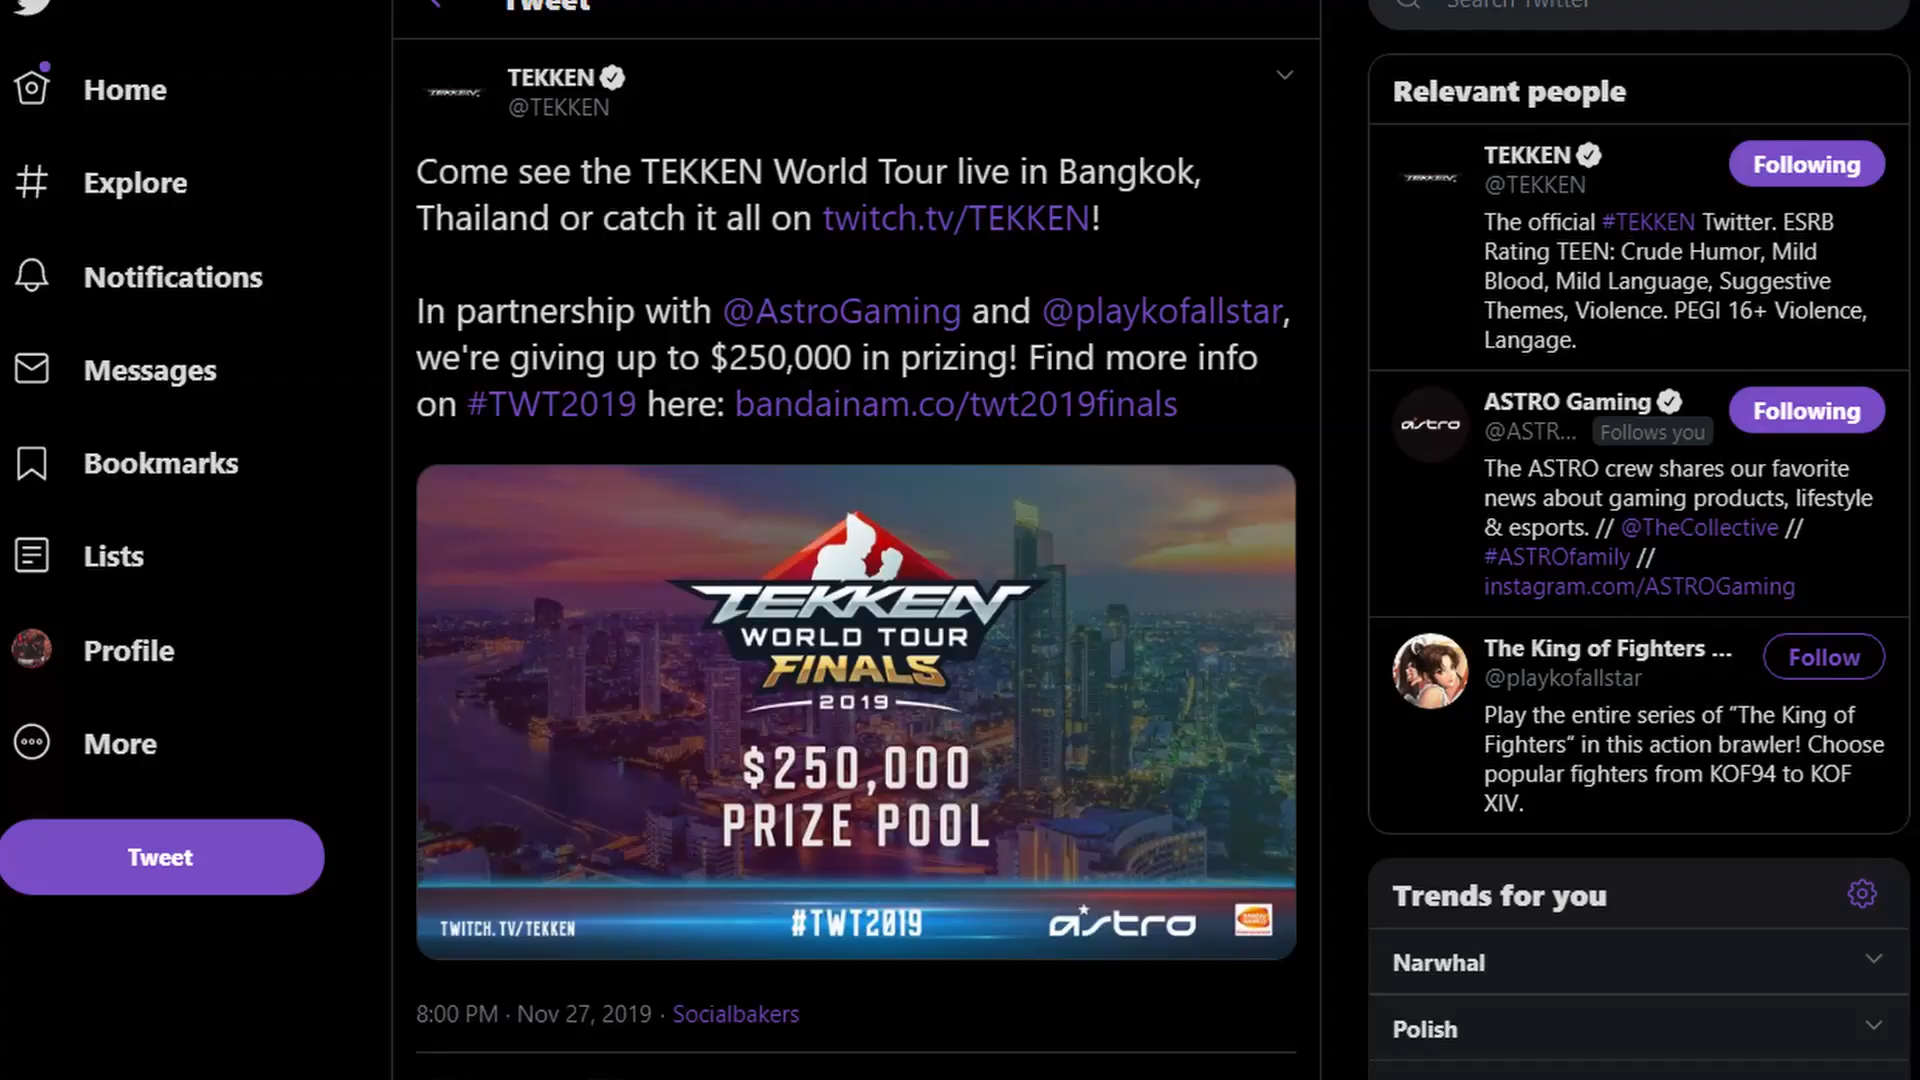 Tweet
Search Twitter
Home
Explore
Notifications
Messages
Bookmarks
Lists
Profile
More
Tweet
TEKKEN
TEKKEN
@TEKKEN
Come see the TEKKEN World Tour live in Bangkok,
Thailand or catch it all on twitch.tv/TEKKEN!
In partnership with @AstroGaming and @playkofallstar,
we're giving up to $250,000 in prizing! Find more info
on #TWT2019 here: bandainam.co/twt2019finals
TEKKEN
WORLD TOUR
FINALS
2019
$250,000
PRIZE POOL
TWITCH.TV/TEKKEN
#TWT2019
astro
8:00 PM · Nov 27, 2019 · Socialbakers
Relevant people
TEKKEN
TEKKEN
Following
@TEKKEN
The official #TEKKEN Twitter. ESRB
Rating TEEN: Crude Humor, Mild
Blood, Mild Language, Suggestive
Themes, Violence. PEGI 16+ Violence,
Langage.
astro
ASTRO Gaming
Following
@ASTR... Follows you
The ASTRO crew shares our favorite
news about gaming products, lifestyle
& esports. // @TheCollective //
#ASTROfamily //
instagram.com/ASTROGaming
The King of Fighters ...
Follow
@playkofallstar
Play the entire series of "The King of
Fighters" in this action brawler! Choose
popular fighters from KOF94 to KOF
XIV.
Trends for you
Narwhal
Polish